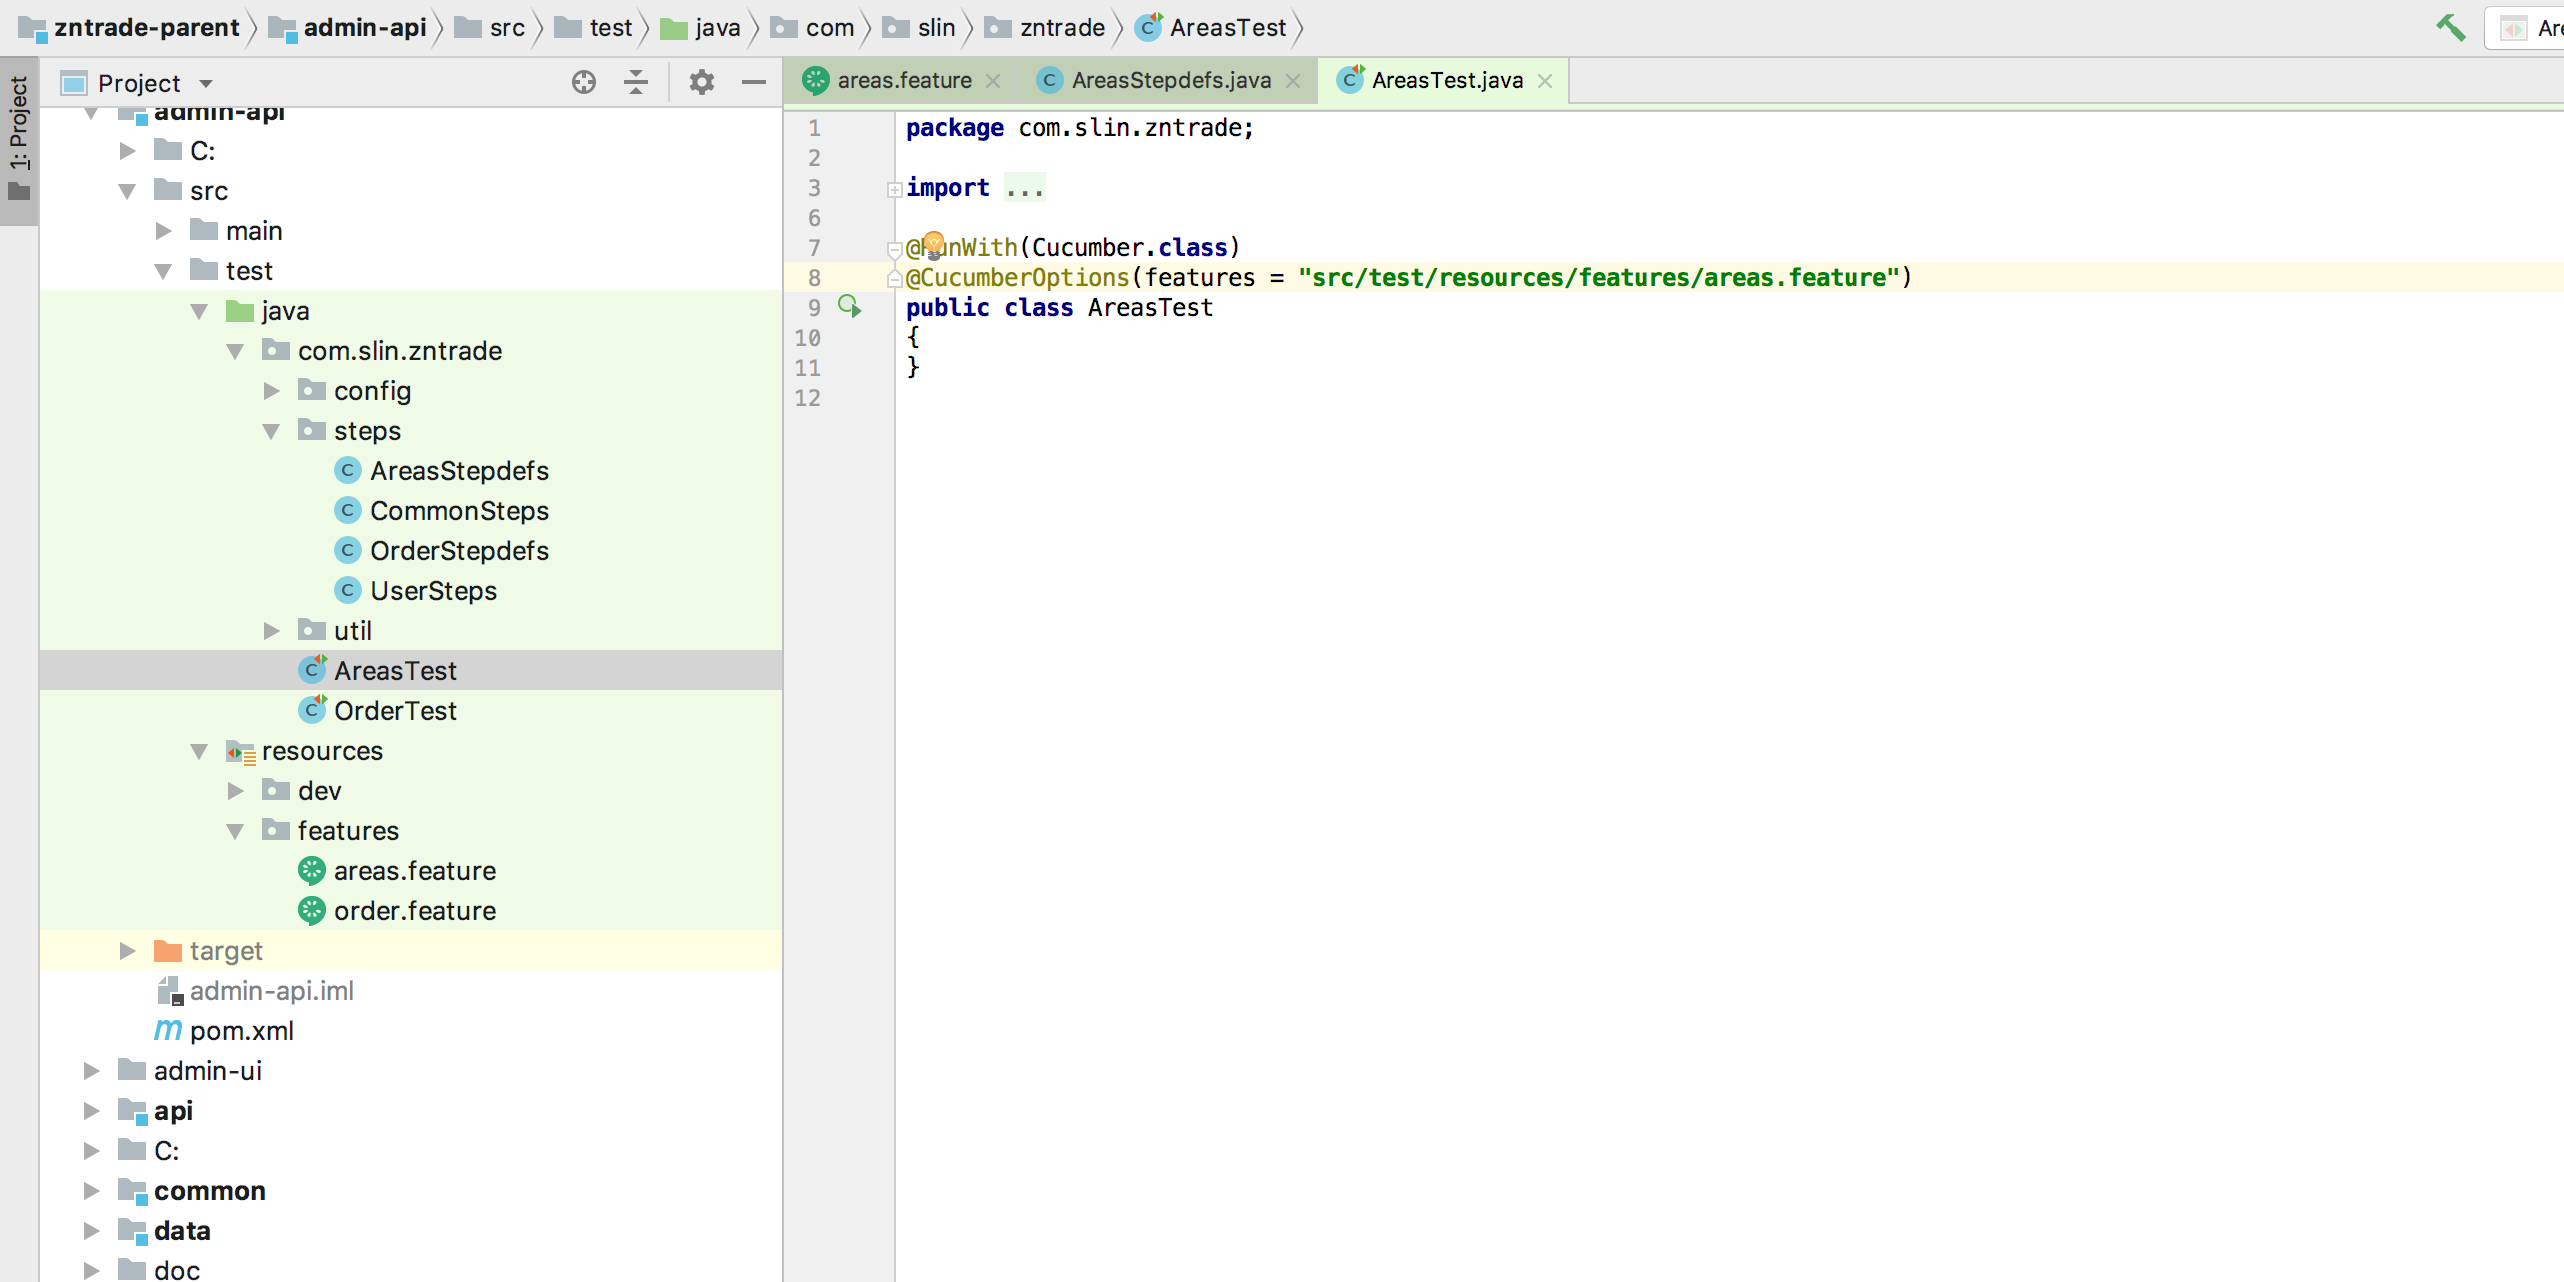 zntrade-parent admin-api src test java com slin zntrade AreasTest
1: Project
Project
admin-api
C:
src
main
test
java
com.slin.zntrade
config
steps
AreasStepdefs
CommonSteps
OrderStepdefs
UserSteps
util
AreasTest
OrderTest
resources
dev
features
areas.feature
order.feature
target
admin-api.iml
pom.xml
admin-ui
api
C:
common
data
doc
areas.feature AreasStepdefs.java AreasTest.java
1 package com.slin.zntrade;
2
3 import ...
6
7 @RunWith(Cucumber.class)
8 @CucumberOptions(features = "src/test/resources/features/areas.feature")
9 public class AreasTest
10 {
11 }
12